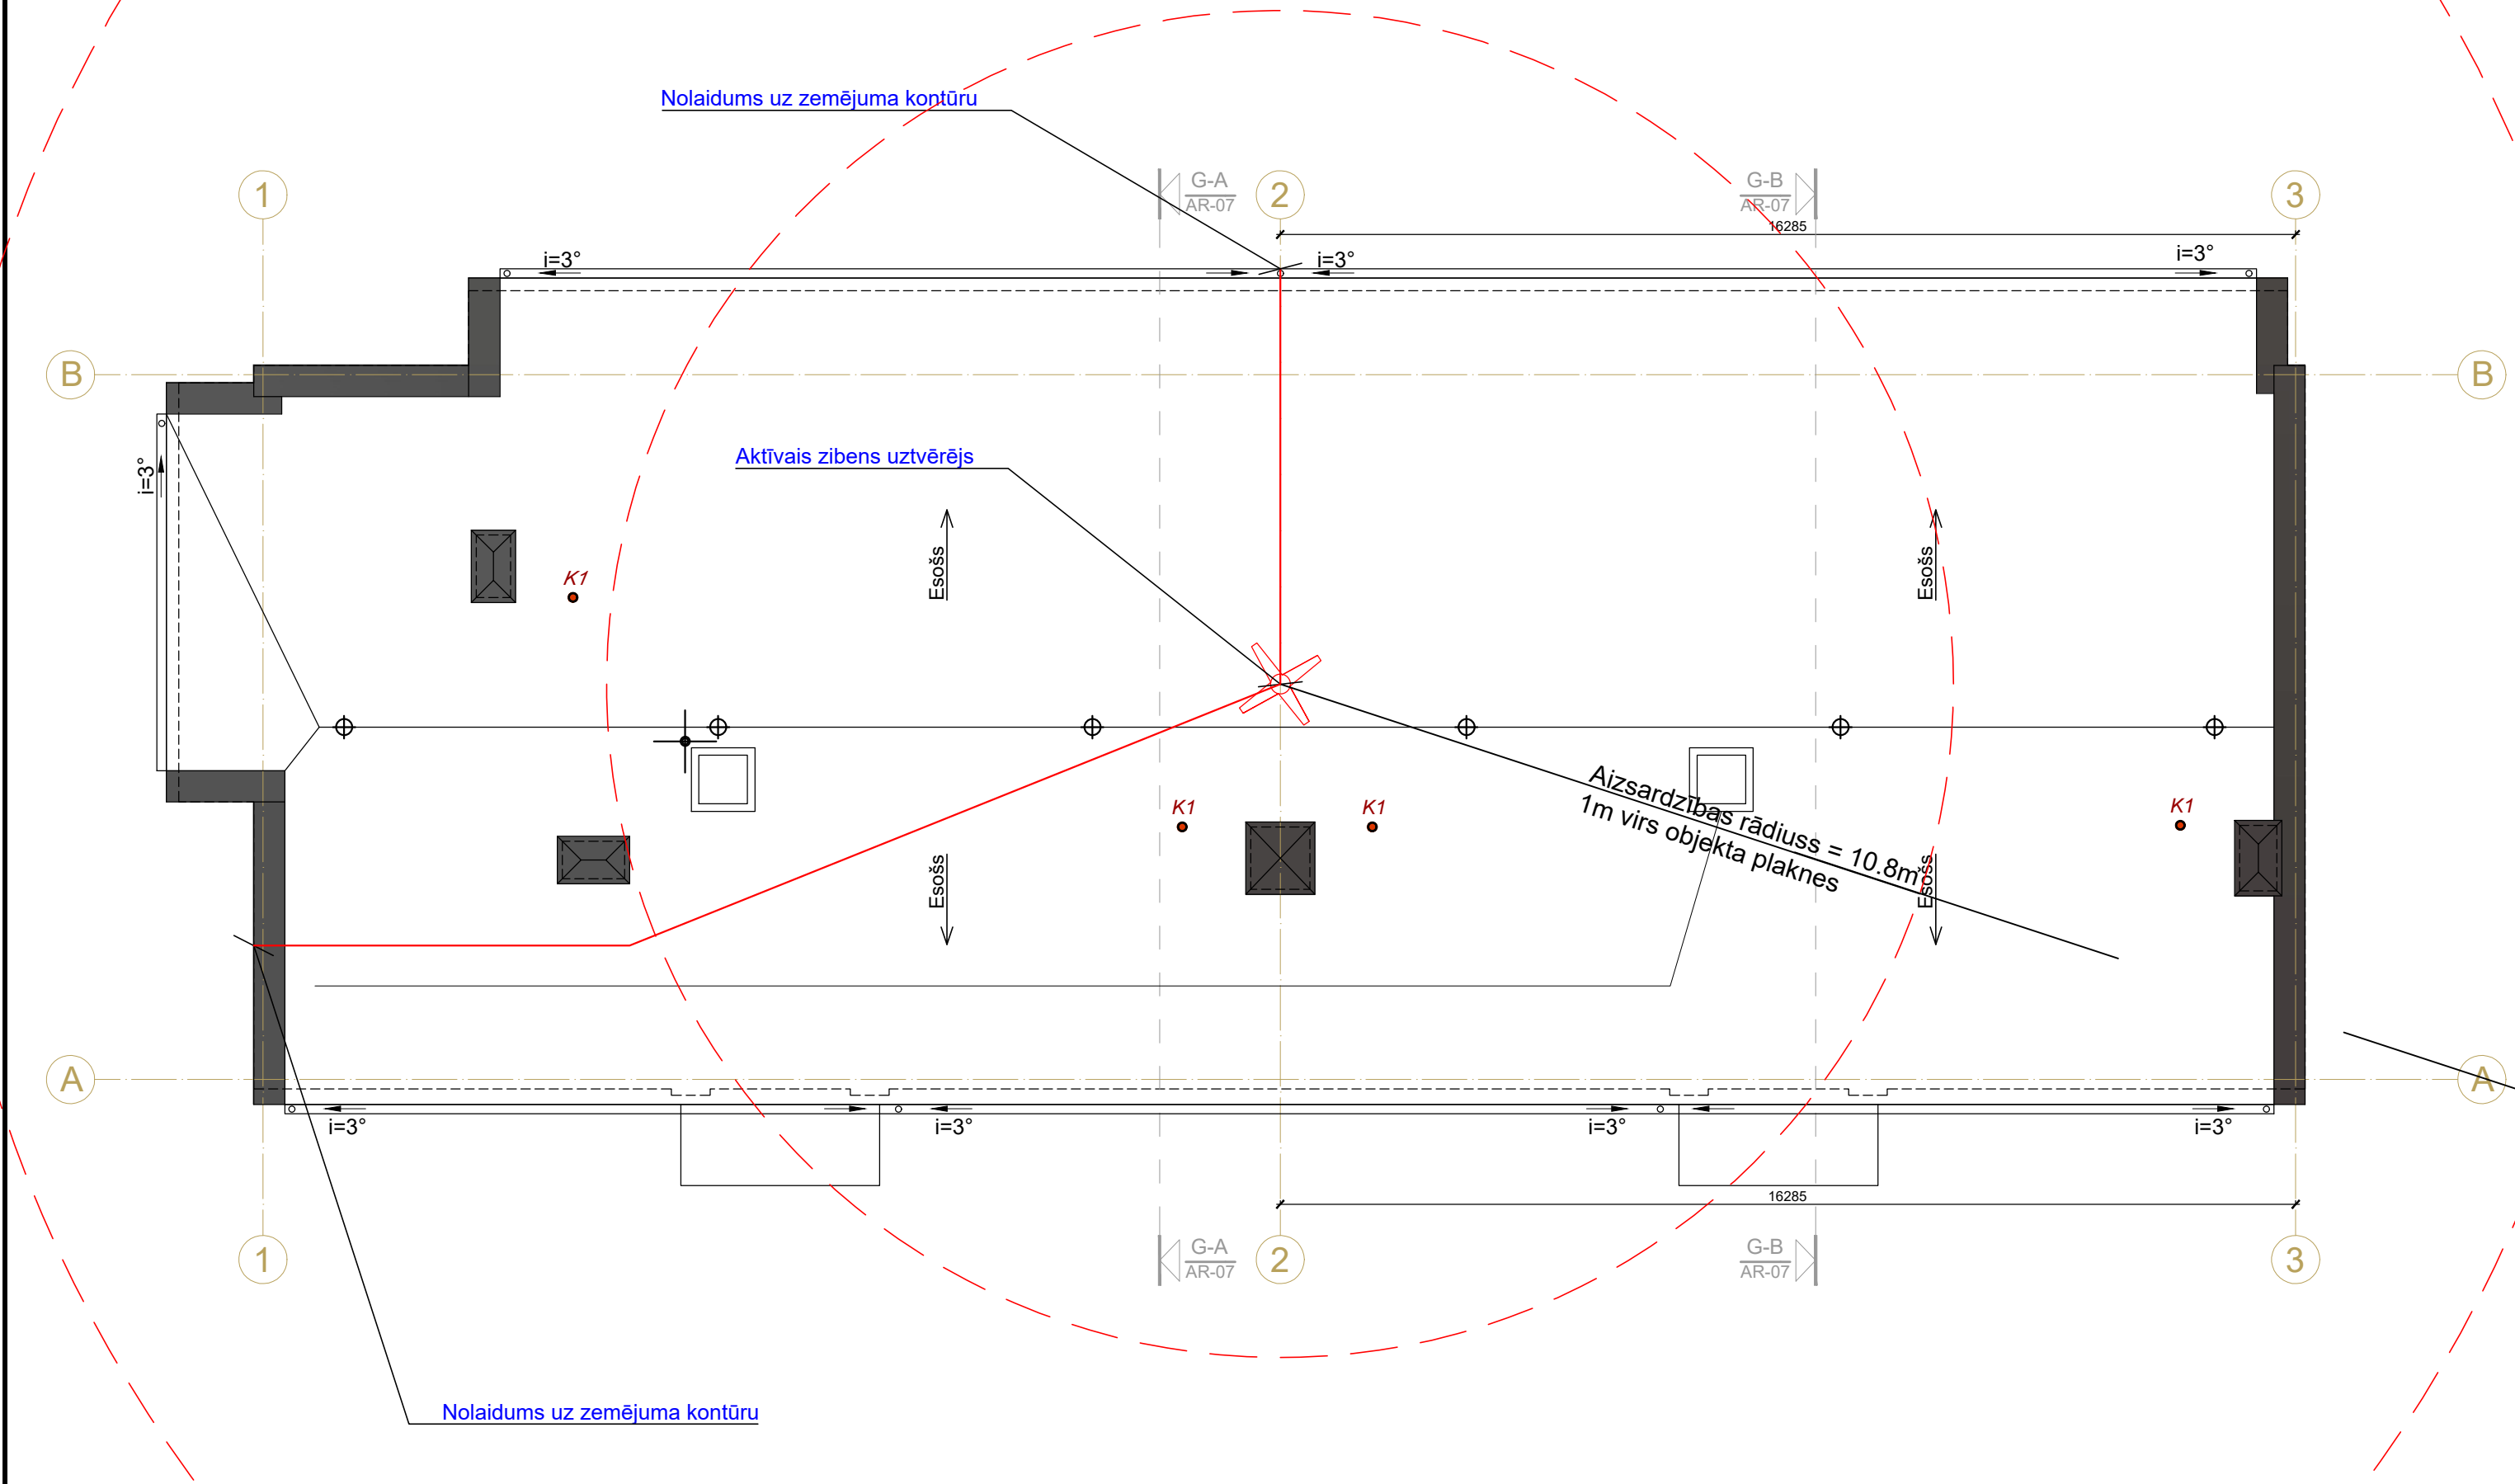 Nolaidums uz zemējuma kontūru
1
G-A
AR-07
2
G-B
AR-07
3
16285
i=3°
i=3°
i=3°
B
B
Aktīvais zibens uztvērējs
i=3°
Esošs
Esošs
K1
K1
K1
K1
Aizsardzības rādiuss = 10.8m
1m virs objekta plaknes
Esošs
Esošs
A
A
i=3°
i=3°
i=3°
i=3°
16285
1
G-A
AR-07
2
G-B
AR-07
3
Nolaidums uz zemējuma kontūru